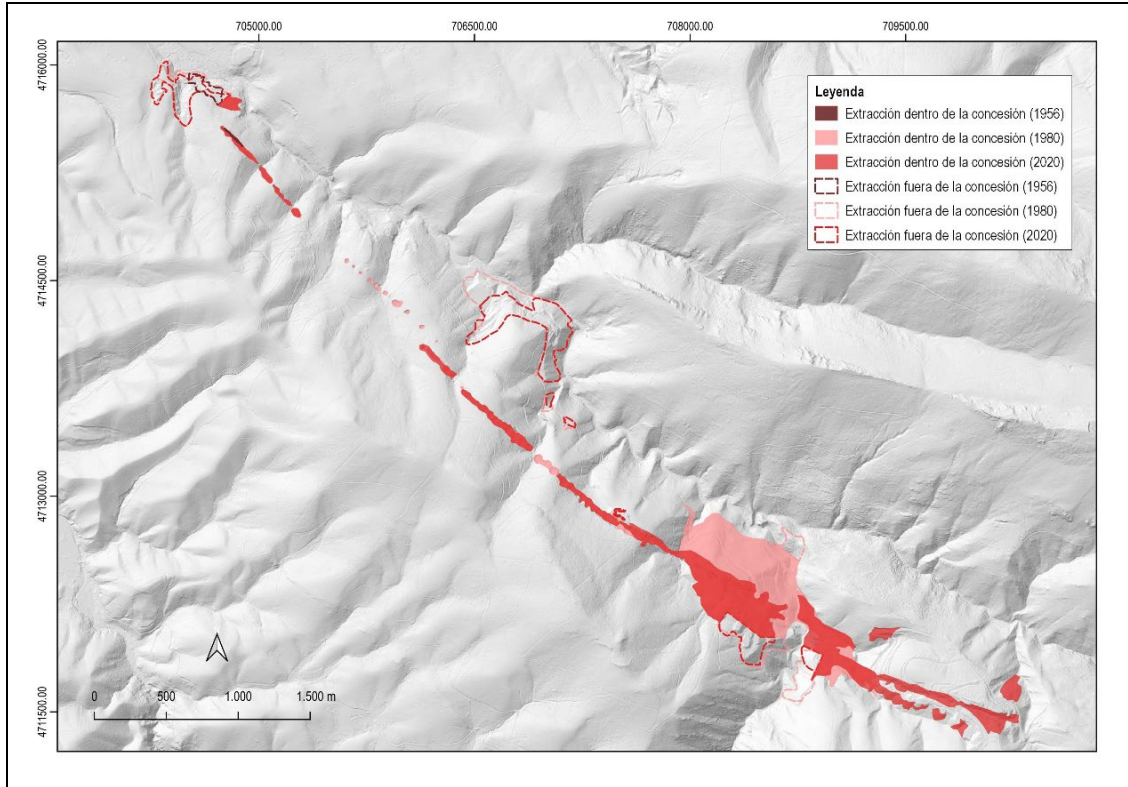 705000.00 706500.00 708000.00 709500.00
4716000.00
4714500.00
4713000.00
4711500.00
Leyenda
Extracción dentro de la concesión (1956)
Extracción dentro de la concesión (1980)
Extracción dentro de la concesión (2020)
Extracción fuera de la concesión (1956)
Extracción fuera de la concesión (1980)
Extracción fuera de la concesión (2020)
0 500 1.000 1.500 m